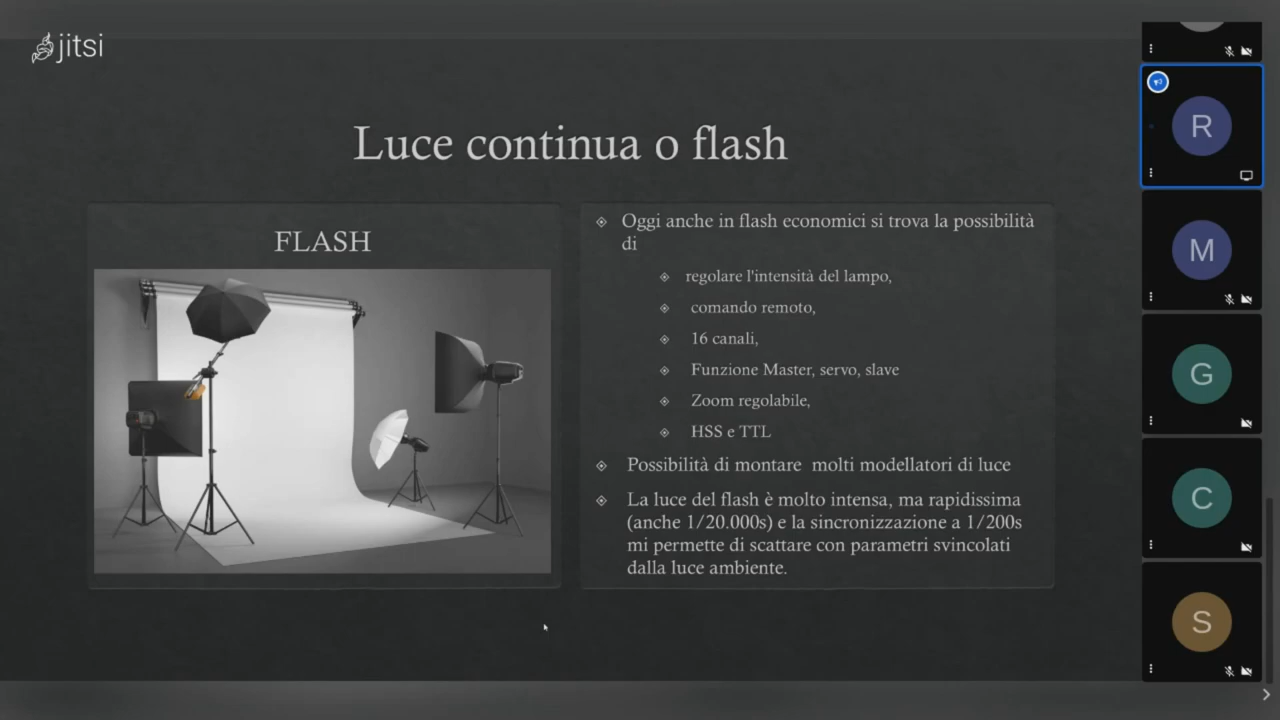 jitsi
Luce continua o flash
FLASH
Oggi anche in flash economici si trova la possibilità
di
regolare l'intensità del lampo,
comando remoto,
16 canali,
Funzione Master, servo, slave
Zoom regolabile,
HSS e TTL
Possibilità di montare molti modellatori di luce
La luce del flash è molto intensa, ma rapidissima
(anche 1/20.000s) e la sincronizzazione a 1/200s
mi permette di scattare con parametri svincolati
dalla luce ambiente.
R
M
G
C
S